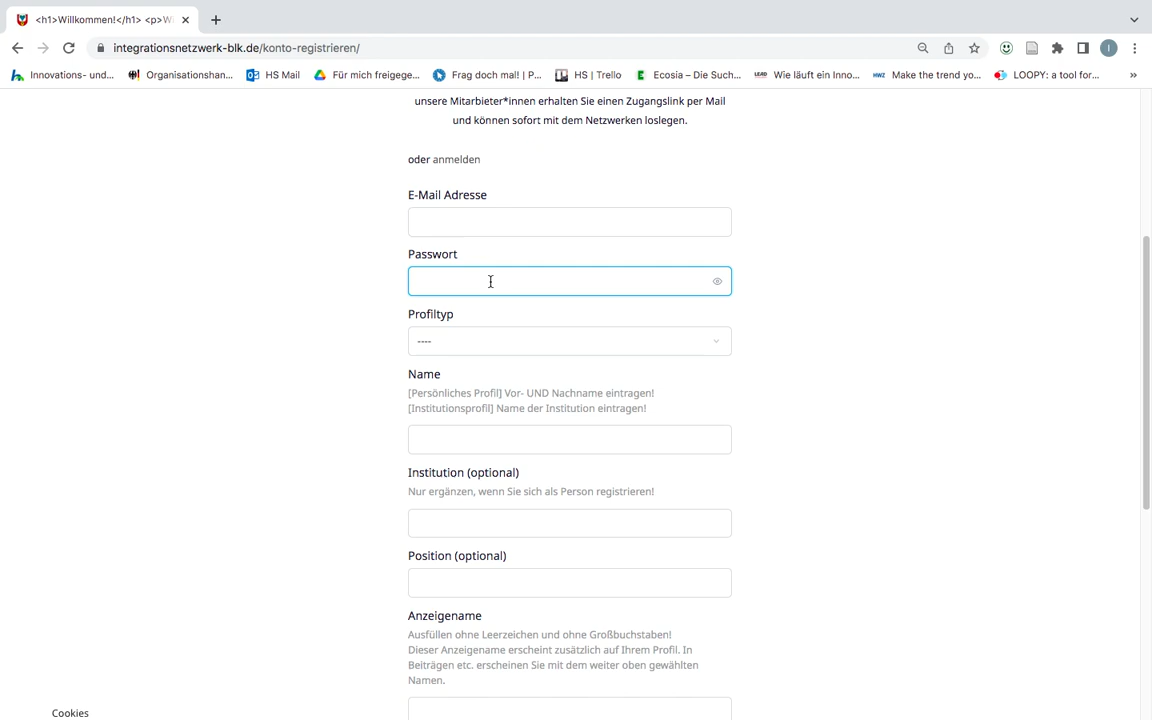 <h1>Willkommen!</h1> <p>W
integrationsnetzwerk-blk.de/konto-registrieren/
I
Innovations- und... Organisationshan... HS Mail Für mich freigege... Frag doch mal! | P... HS | Trello Ecosia – Die Such... LEAD Wie läuft ein Inno... HWZ Make the trend yo... LOOPY: a tool for... »
unsere Mitarbieter*innen erhalten Sie einen Zugangslink per Mail
und können sofort mit dem Netzwerken loslegen.
oder anmelden
E-Mail Adresse
Passwort
Profiltyp
----
Name
[Persönliches Profil] Vor- UND Nachname eintragen!
[Institutionsprofil] Name der Institution eintragen!
Institution (optional)
Nur ergänzen, wenn Sie sich als Person registrieren!
Position (optional)
Anzeigename
Ausfüllen ohne Leerzeichen und ohne Großbuchstaben!
Dieser Anzeigename erscheint zusätzlich auf Ihrem Profil. In
Beiträgen etc. erscheinen Sie mit dem weiter oben gewählten
Namen.
Cookies